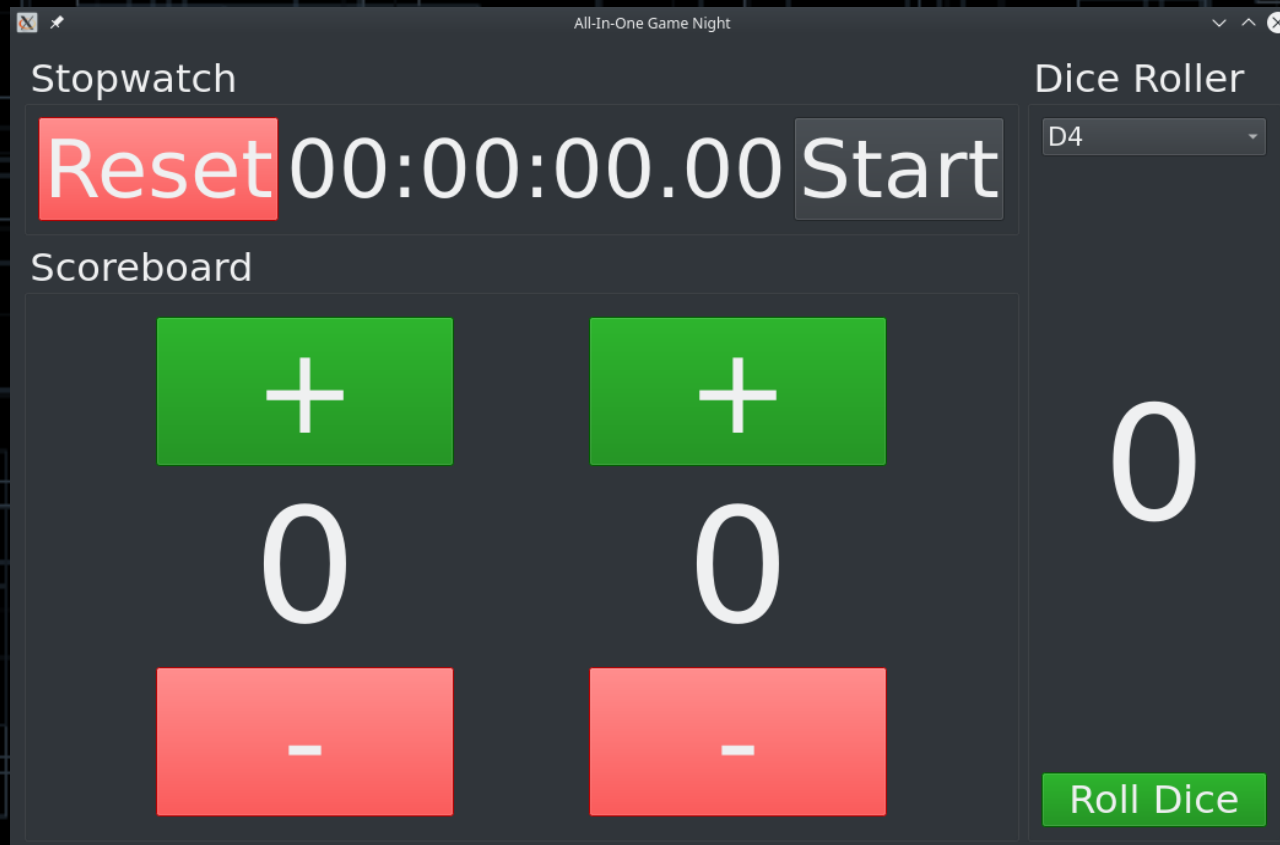 All-In-One Game Night
Stopwatch
Reset 00:00:00.00 Start
Scoreboard
+ +
0 0
- -
Dice Roller
D4
0
Roll Dice